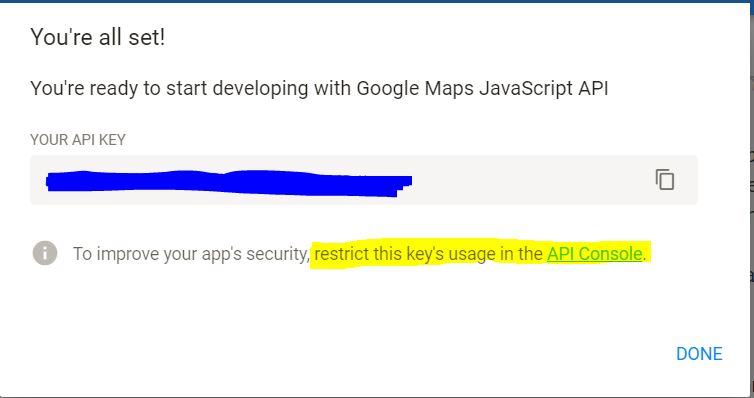 You're all set!
You're ready to start developing with Google Maps JavaScript API
YOUR API KEY
To improve your app's security, restrict this key's usage in the API Console.
DONE